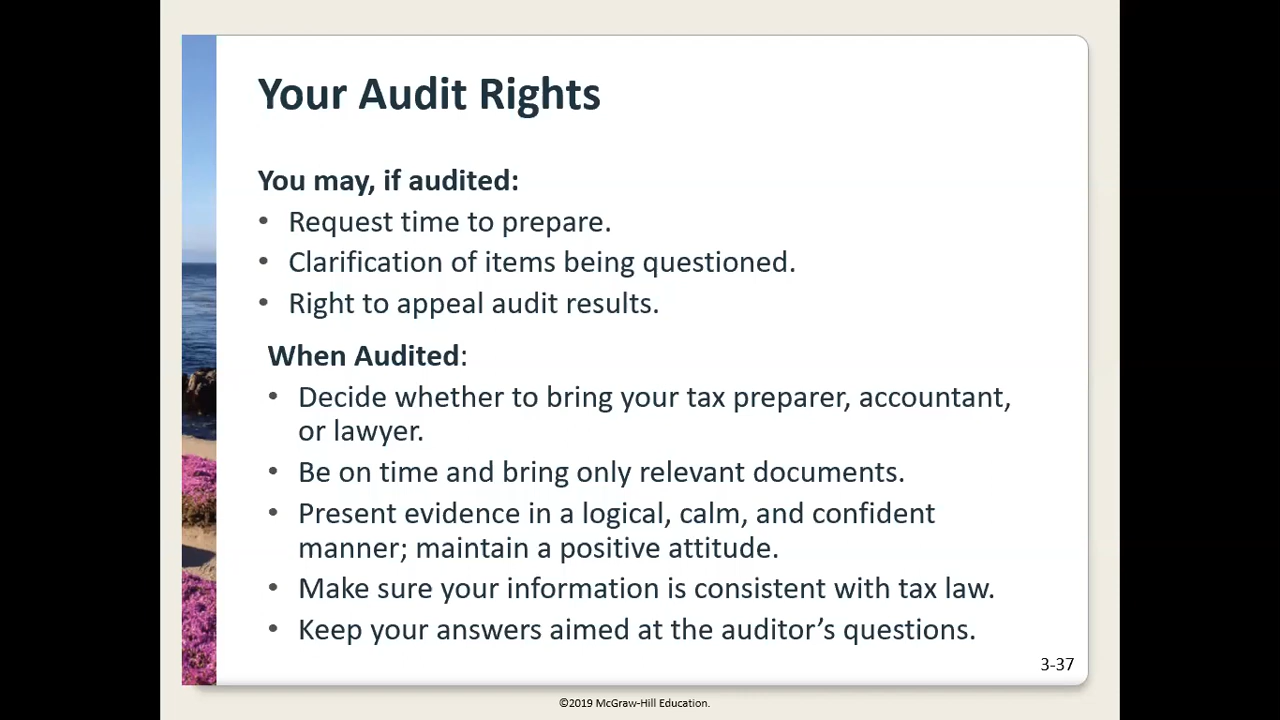 Your Audit Rights
You may, if audited:
• Request time to prepare.
• Clarification of items being questioned.
• Right to appeal audit results.
When Audited:
• Decide whether to bring your tax preparer, accountant,
or lawyer.
• Be on time and bring only relevant documents.
• Present evidence in a logical, calm, and confident
manner; maintain a positive attitude.
• Make sure your information is consistent with tax law.
• Keep your answers aimed at the auditor’s questions.
3-37
©2019 McGraw-Hill Education.